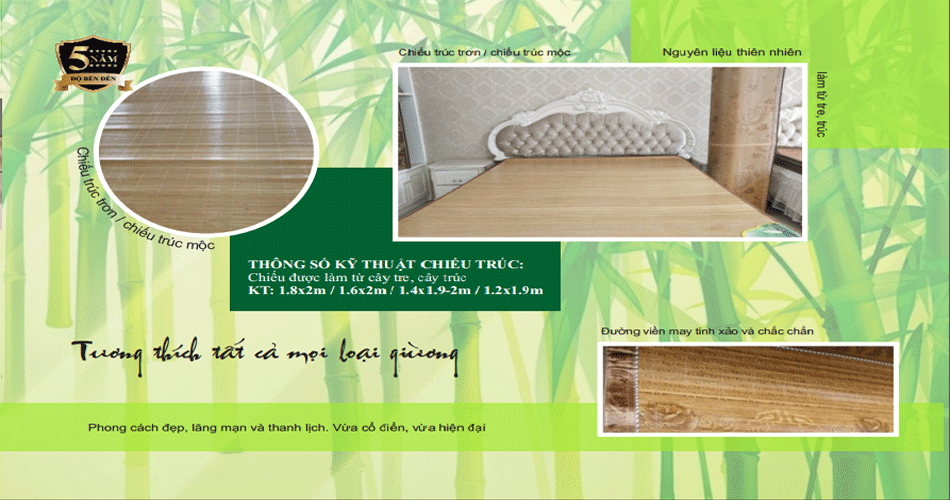 5
NĂM
ĐỘ BỀN ĐẾN
Chiếu trúc trơn / chiếu trúc mộc
Nguyên liệu thiên nhiên
làm từ tre, trúc
Chiếu trúc trơn / chiếu trúc mộc
THÔNG SỐ KỸ THUẬT CHIẾU TRÚC:
Chiếu được làm từ cây tre, cây trúc
KT: 1.8x2m / 1.6x2m / 1.4x1.9-2m / 1.2x1.9m
Tương thích tất cả mọi loại giường
Đường viền may tinh xảo và chắc chắn
Phong cách đẹp, lãng mạn và thanh lịch. Vừa cổ điển, vừa hiện đại